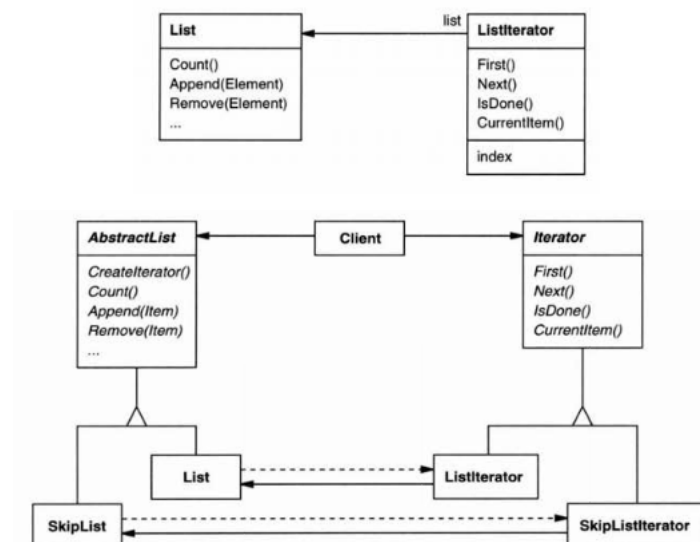 List
Count()
Append(Element)
Remove(Element)
...
list
ListIterator
First()
Next()
IsDone()
CurrentItem()
index
AbstractList
CreateIterator()
Count()
Append(Item)
Remove(Item)
...
Client
Iterator
First()
Next()
IsDone()
CurrentItem()
List
ListIterator
SkipList
SkipListIterator